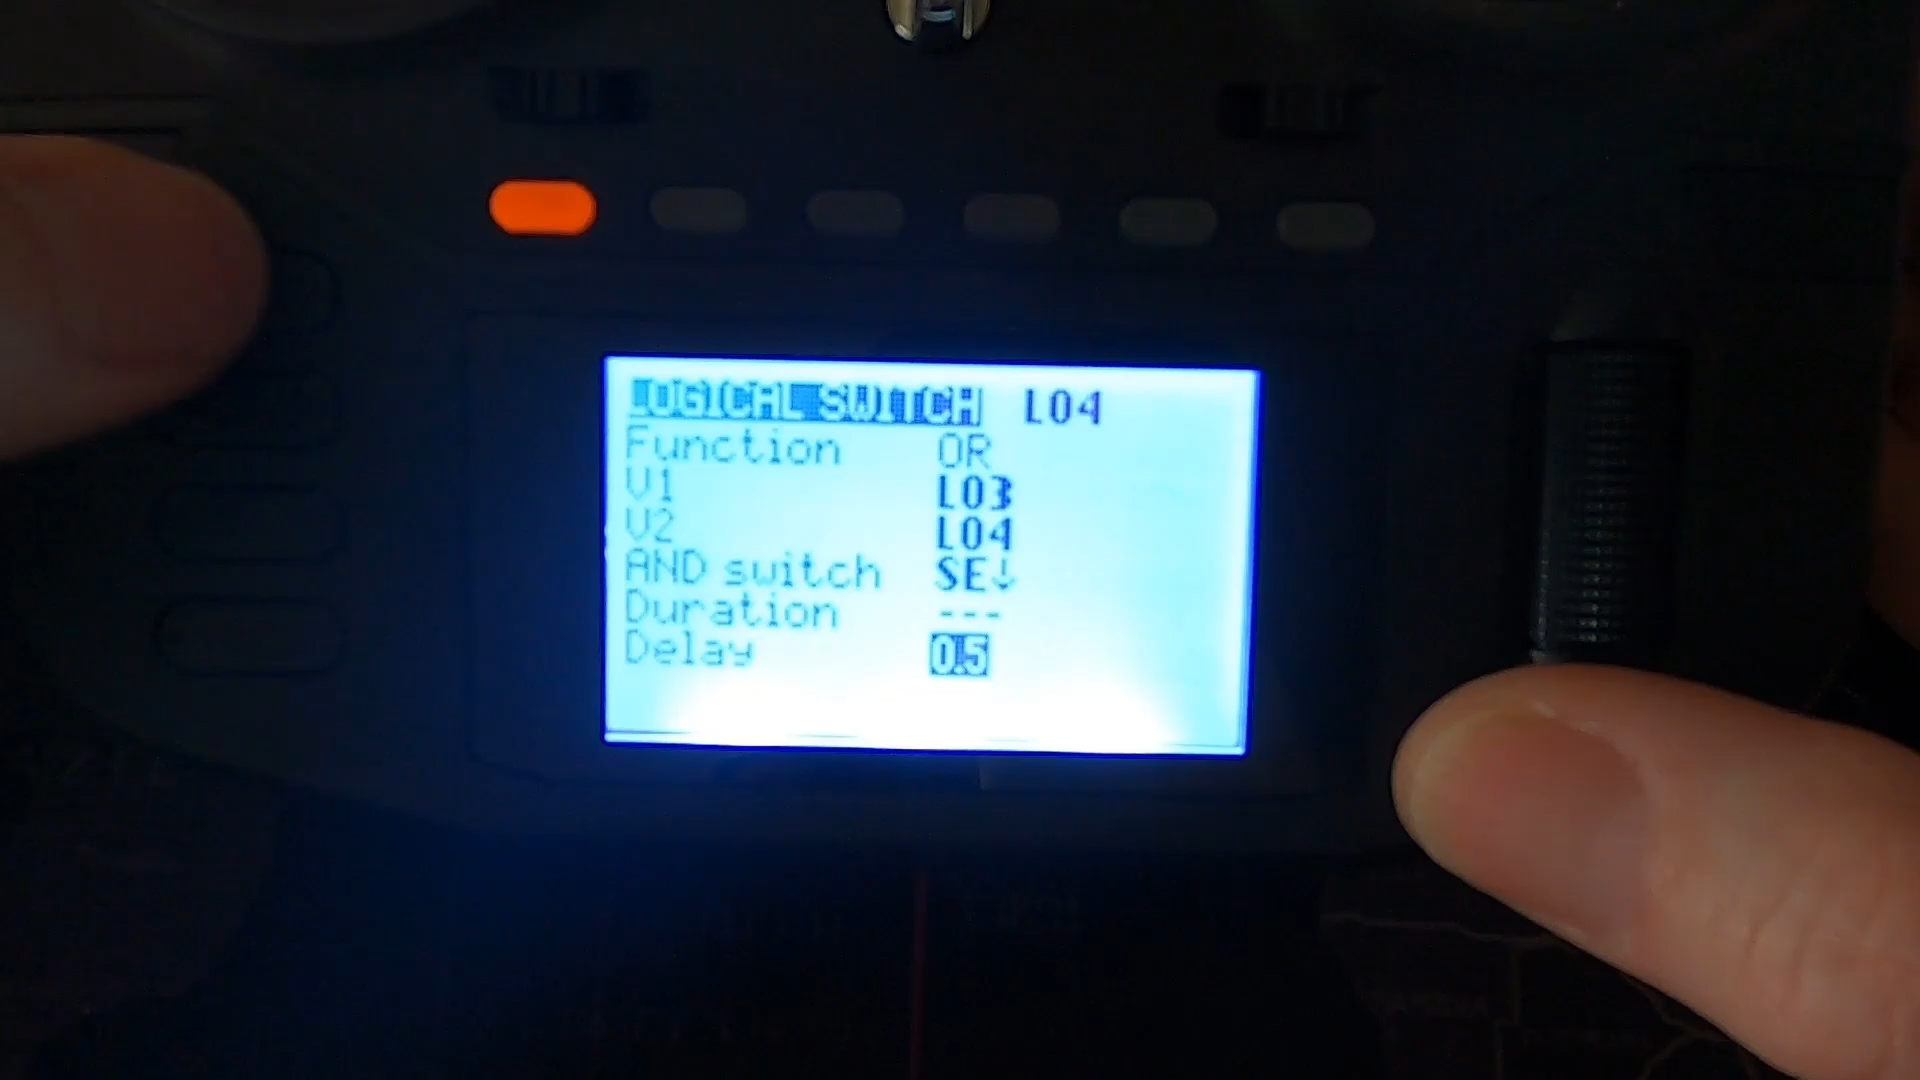 LOGICAL SWITCH L04
Function OR
V1 L03
V2 L04
AND switch SE↓
Duration ---
Delay 0.5